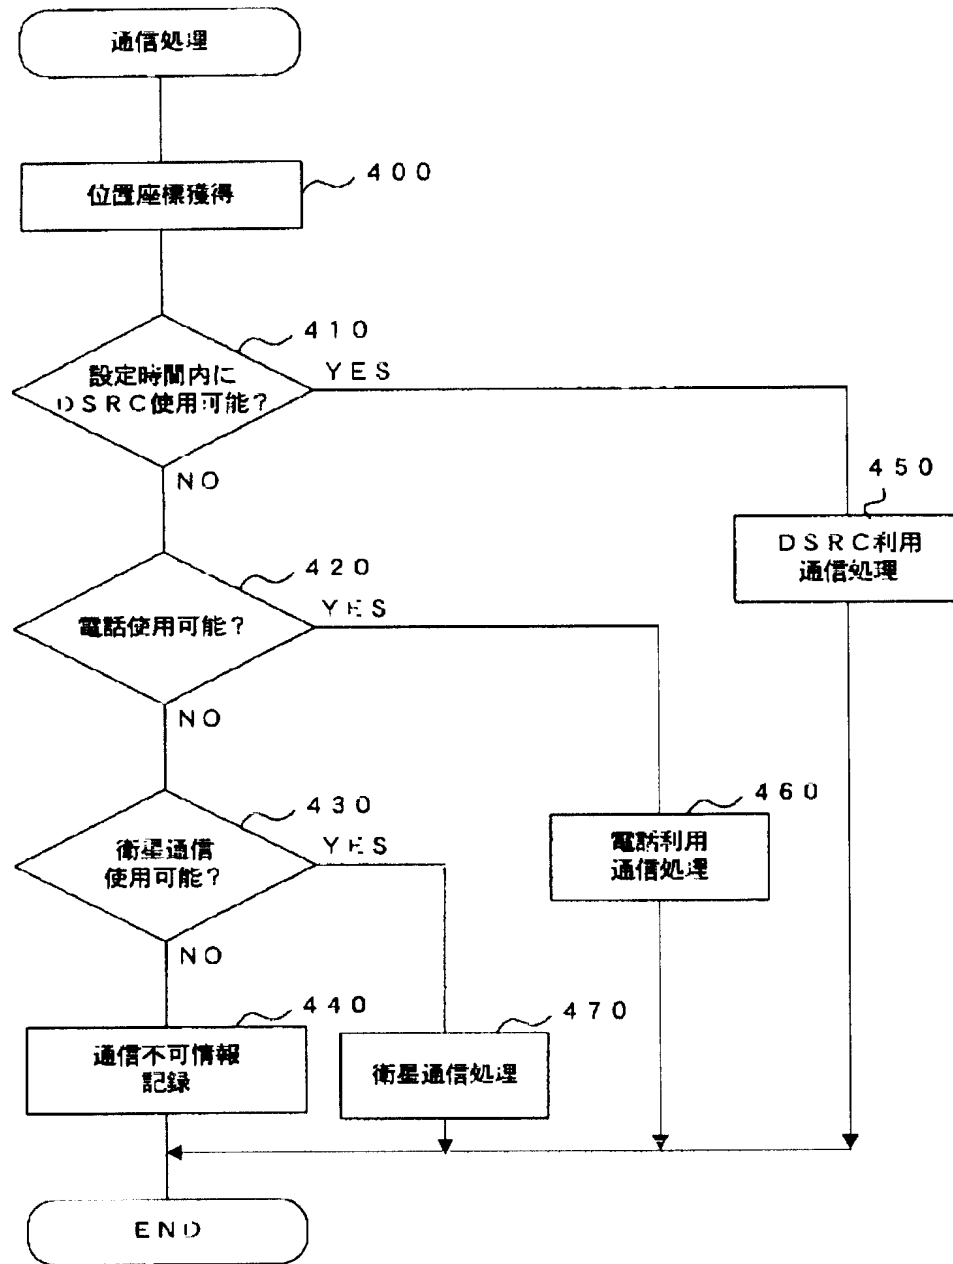 通信処理
位置座標獲得
400
設定時間内に
DSRC使用可能?
410
YES
NO
450
DSRC利用
通信処理
電話使用可能?
420
YES
NO
460
電話利用
通信処理
衛星通信
使用可能?
430
YES
NO
440
通信不可情報
記録
470
衛星通信処理
END